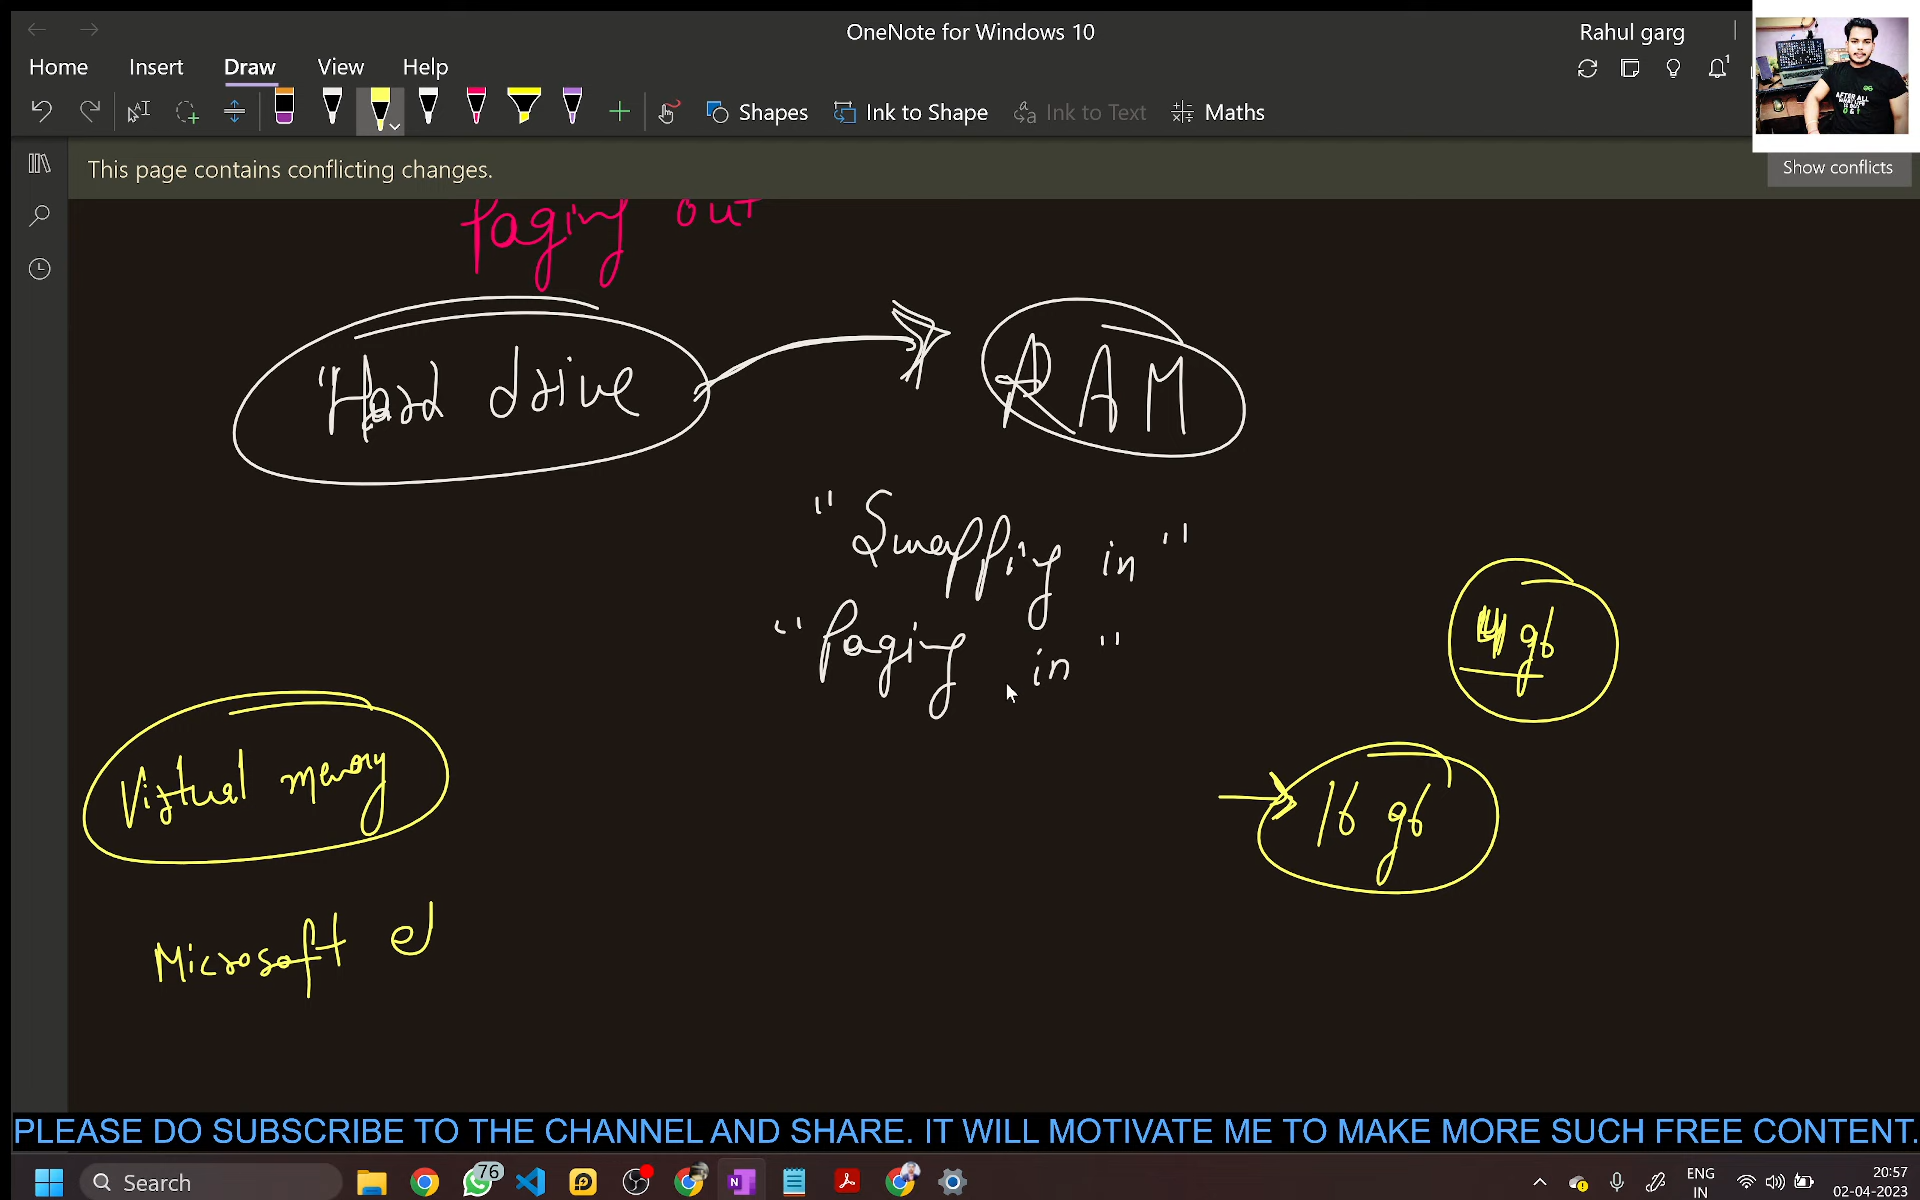 OneNote for Windows 10
Rahul garg
Home Insert Draw View Help
Shapes Ink to Shape Ink to Text Maths
This page contains conflicting changes.
Show conflicts
Paging out
"Hard drive
RAM
"Swapping in"
"Paging in"
4 gb
Virtual memory
16 gb
Microsoft ed
PLEASE DO SUBSCRIBE TO THE CHANNEL AND SHARE. IT WILL MOTIVATE ME TO MAKE MORE SUCH FREE CONTENT.
Search
76
ENG
IN
20:57
02-04-2023